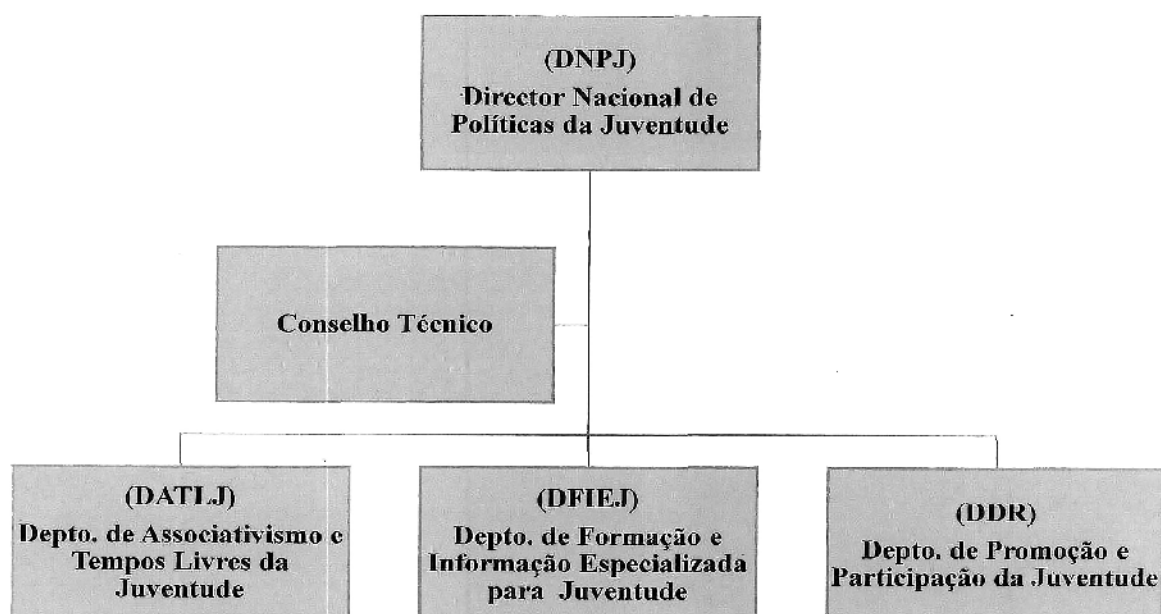 (DNPJ)
Director Nacional de
Políticas da Juventude
Conselho Técnico
(DATLJ)
Depto. de Associativismo e
Tempos Livres da
Juventude
(DFIEJ)
Depto. de Formação e
Informação Especializada
para Juventude
(DDR)
Depto. de Promoção e
Participação da Juventude